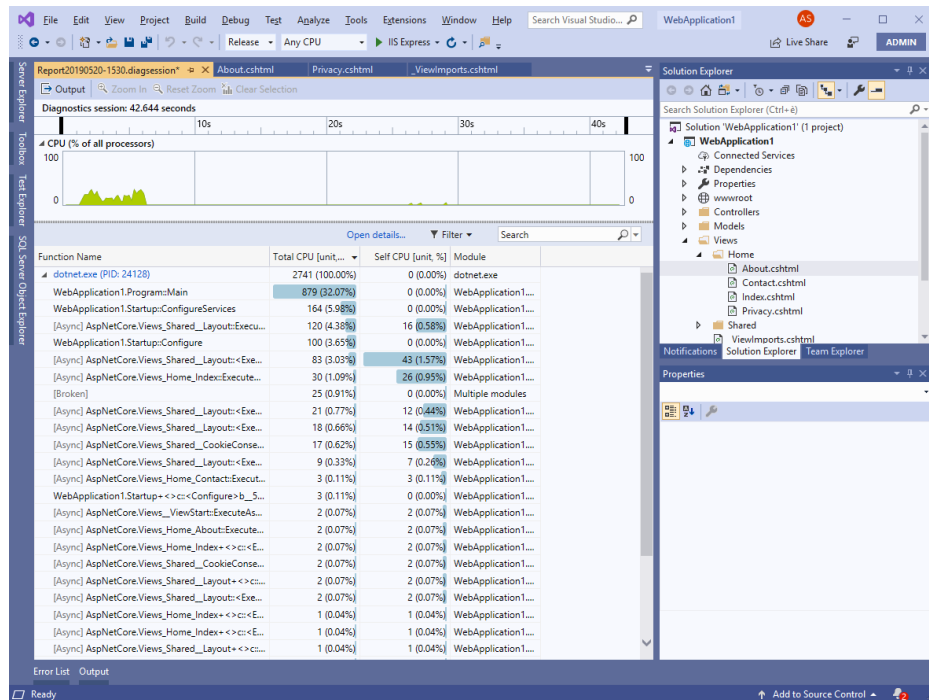 File Edit View Project Build Debug Test Analyze Tools Extensions Window Help Search Visual Studio... WebApplication1 AS
Release Any CPU IIS Express Live Share ADMIN
Server Explorer
Toolbox
Test Explorer
SQL Server Object Explorer
Report20190520-1530.diagsession* About.cshtml Privacy.cshtml _ViewImports.cshtml
Output Zoom In Reset Zoom Clear Selection
Diagnostics session: 42.644 seconds
10s 20s 30s 40s
CPU (% of all processors)
100 100
0 0
Open details... Filter Search
Function Name Total CPU [unit,... Self CPU [unit, %] Module
dotnet.exe (PID: 24128) 2741 (100.00%) 0 (0.00%) dotnet.exe
WebApplication1.Program::Main 879 (32.07%) 0 (0.00%) WebApplication1....
WebApplication1.Startup::ConfigureServices 164 (5.98%) 0 (0.00%) WebApplication1....
[Async] AspNetCore.Views_Shared__Layout::Execu... 120 (4.38%) 16 (0.58%) WebApplication1....
WebApplication1.Startup::Configure 100 (3.65%) 0 (0.00%) WebApplication1....
[Async] AspNetCore.Views_Shared__Layout::<Exe... 83 (3.03%) 43 (1.57%) WebApplication1....
[Async] AspNetCore.Views_Home_Index::Execute... 30 (1.09%) 26 (0.95%) WebApplication1....
[Broken] 25 (0.91%) 0 (0.00%) Multiple modules
[Async] AspNetCore.Views_Shared__Layout::<Exe... 21 (0.77%) 12 (0.44%) WebApplication1....
[Async] AspNetCore.Views_Shared__Layout::<Exe... 18 (0.66%) 14 (0.51%) WebApplication1....
[Async] AspNetCore.Views_Shared__CookieConse... 17 (0.62%) 15 (0.55%) WebApplication1....
[Async] AspNetCore.Views_Shared__Layout::<Exe... 9 (0.33%) 7 (0.26%) WebApplication1....
[Async] AspNetCore.Views_Home_Contact::Execut... 3 (0.11%) 3 (0.11%) WebApplication1....
WebApplication1.Startup+<>c::<Configure>b__5... 3 (0.11%) 0 (0.00%) WebApplication1....
[Async] AspNetCore.Views__ViewStart::ExecuteAs... 2 (0.07%) 2 (0.07%) WebApplication1....
[Async] AspNetCore.Views_Home_About::Execute... 2 (0.07%) 2 (0.07%) WebApplication1....
[Async] AspNetCore.Views_Home_Index+<>c::<E... 2 (0.07%) 2 (0.07%) WebApplication1....
[Async] AspNetCore.Views_Shared__CookieConse... 2 (0.07%) 2 (0.07%) WebApplication1....
[Async] AspNetCore.Views_Shared__Layout+<>c::... 2 (0.07%) 2 (0.07%) WebApplication1....
[Async] AspNetCore.Views_Shared__Layout::<Exe... 2 (0.07%) 2 (0.07%) WebApplication1....
[Async] AspNetCore.Views_Home_Index+<>c::<E... 1 (0.04%) 1 (0.04%) WebApplication1....
[Async] AspNetCore.Views_Home_Index+<>c::<E... 1 (0.04%) 1 (0.04%) WebApplication1....
[Async] AspNetCore.Views_Shared__Layout+<>c::... 1 (0.04%) 1 (0.04%) WebApplication1....
Solution Explorer
Search Solution Explorer (Ctrl+è)
Solution 'WebApplication1' (1 project)
WebApplication1
Connected Services
Dependencies
Properties
wwwroot
Controllers
Models
Views
Home
About.cshtml
Contact.cshtml
Index.cshtml
Privacy.cshtml
Shared
_ViewImports.cshtml
Notifications Solution Explorer Team Explorer
Properties
Error List Output
Ready Add to Source Control 2